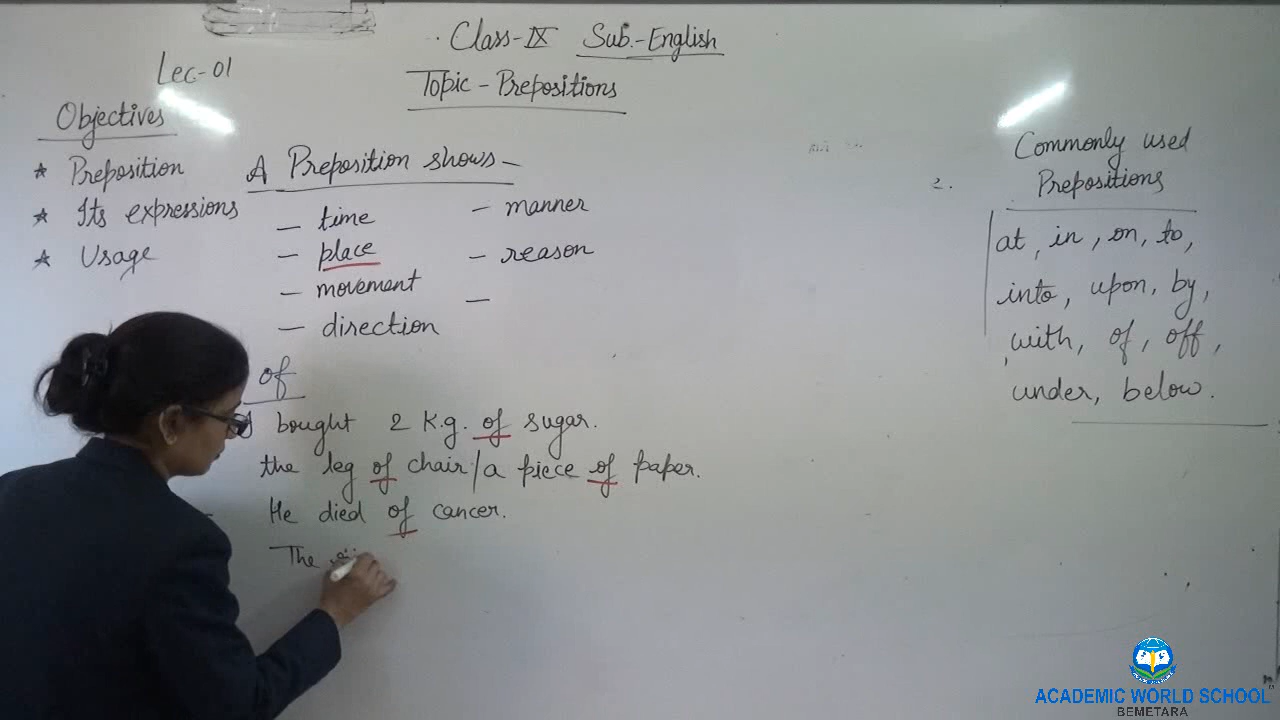 Class-IX Sub.-English
Lec-01
Topic - Prepositions
Objectives
* Preposition
* Its expressions
* Usage
A Preposition shows -
- time
- place
- movement
- direction
- manner
- reason
-
of
I bought 2 K.g. of sugar.
the leg of chair/a piece of paper.
He died of cancer.
The
2.
Commonly used
Prepositions
at, in, on, to,
into, upon, by,
with, of, off,
under, below.
ACADEMIC WORLD SCHOOL
BEMETARA